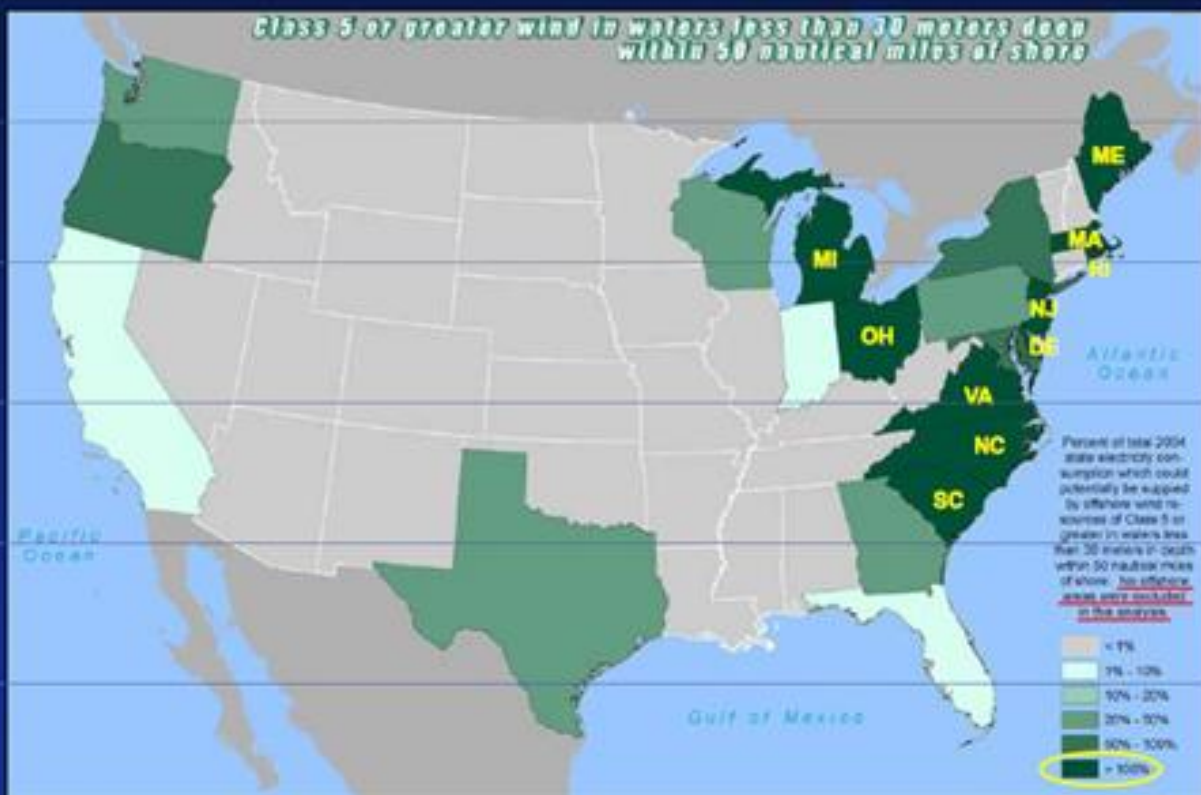 Class 5 or greater wind in waters less than 30 meters deep
within 50 nautical miles of shore
ME
MA
MI
RI
NJ
OH
DE
Atlantic
Ocean
VA
NC
SC
Pacific
Ocean
Gulf of Mexico
Percent of total 2004
state electricity con-
sumption which could
potentially be supplied
by offshore wind re-
sources of Class 5 or
greater in waters less
than 30 meters in depth
within 50 nautical miles
of shore. No offshore
areas were excluded
in this analysis.
< 1%
1% - 10%
10% - 20%
20% - 50%
50% - 100%
> 100%